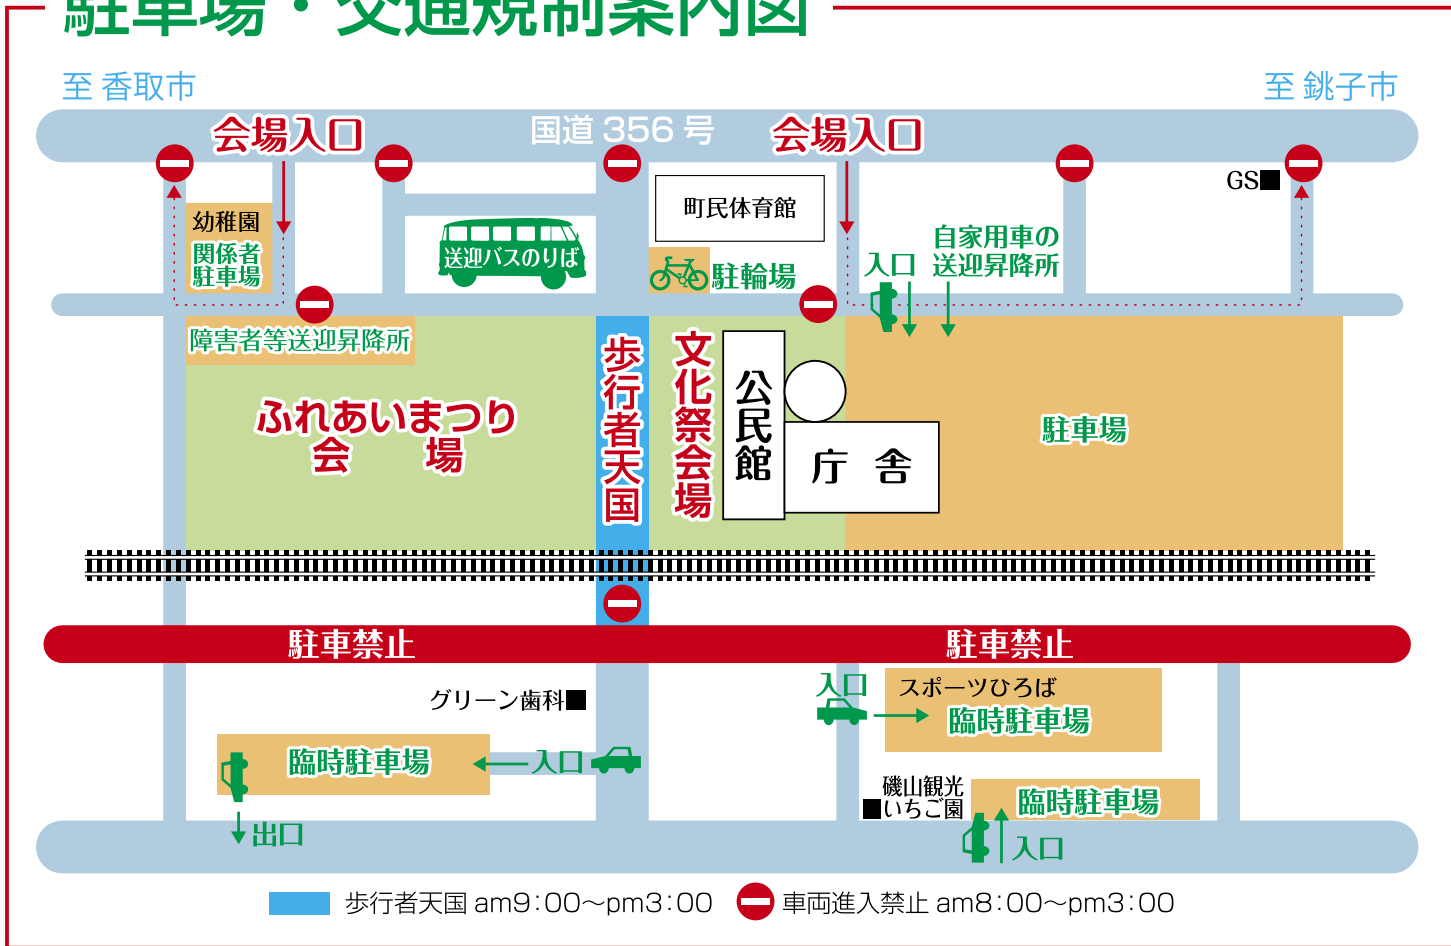 駐車場・交通規制案内図
至 香取市
至 銚子市
会場入口
国道 356 号
会場入口
GS
幼稚園
関係者
駐車場
送迎バスのりば
町民体育館
駐輪場
入口
自家用車の
送迎昇降所
障害者等送迎昇降所
ふれあいまつり
会場
歩行者天国
文化祭会場
公民館
庁舎
駐車場
駐車禁止
駐車禁止
グリーン歯科
入口
スポーツひろば
臨時駐車場
臨時駐車場
入口
出口
磯山観光
いちご園
臨時駐車場
入口
歩行者天国 am9：00～pm3：00
車両進入禁止 am8：00～pm3：00